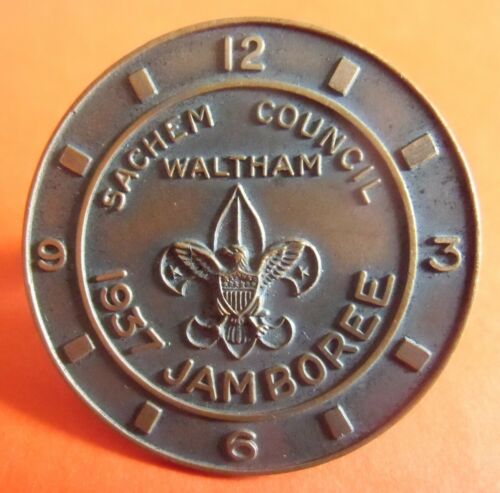 12
SACHEM COUNCIL
WALTHAM
9
3
1937 JAMBOREE
6